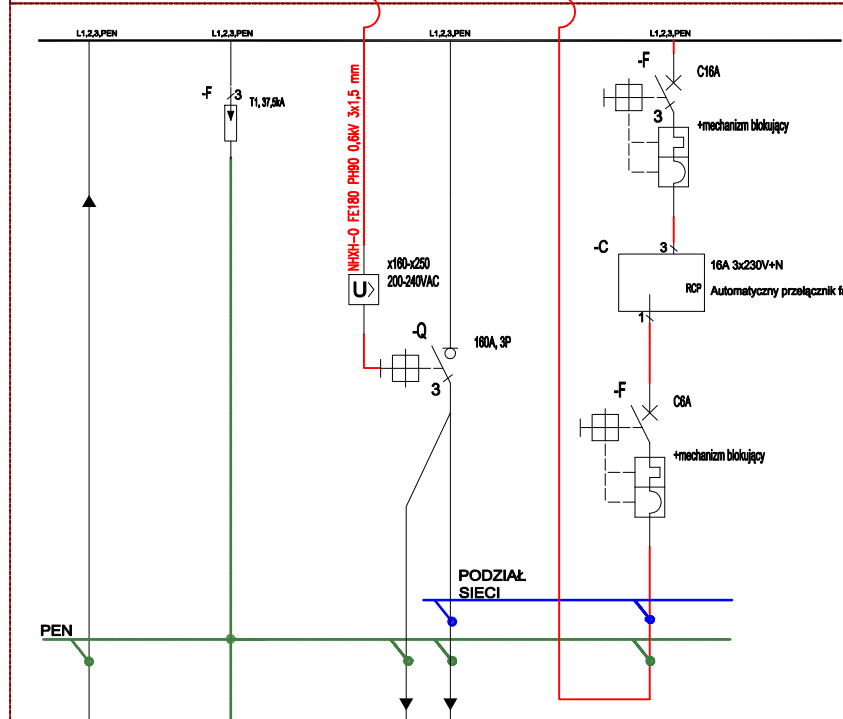 L1,2,3,PEN
L1,2,3,PEN
L1,2,3,PEN
L1,2,3,PEN
-F
3
T1, 37,5kA
NHXH-O FE180 PH90 0,6kV 3x1,5 mm
-F
C16A
3
+mechanizm blokujący
x160-x250
200-240VAC
U>
-C
3
16A 3x230V+N
RCP
Automatyczny przełącznik fa
1
-Q
160A, 3P
3
-F
C6A
+mechanizm blokujący
PODZIAŁ
SIECI
PEN